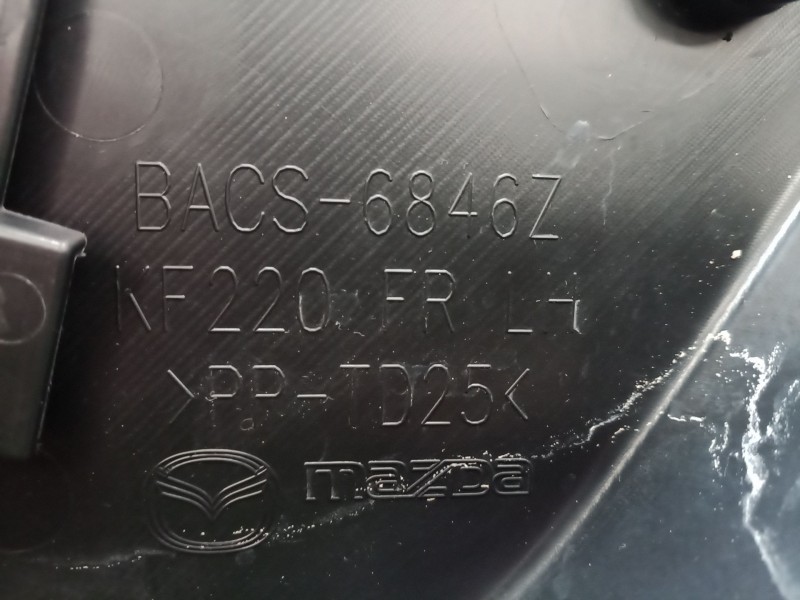 BACS-6846Z
KF220 FR LH
>PP-TD25<
mazda